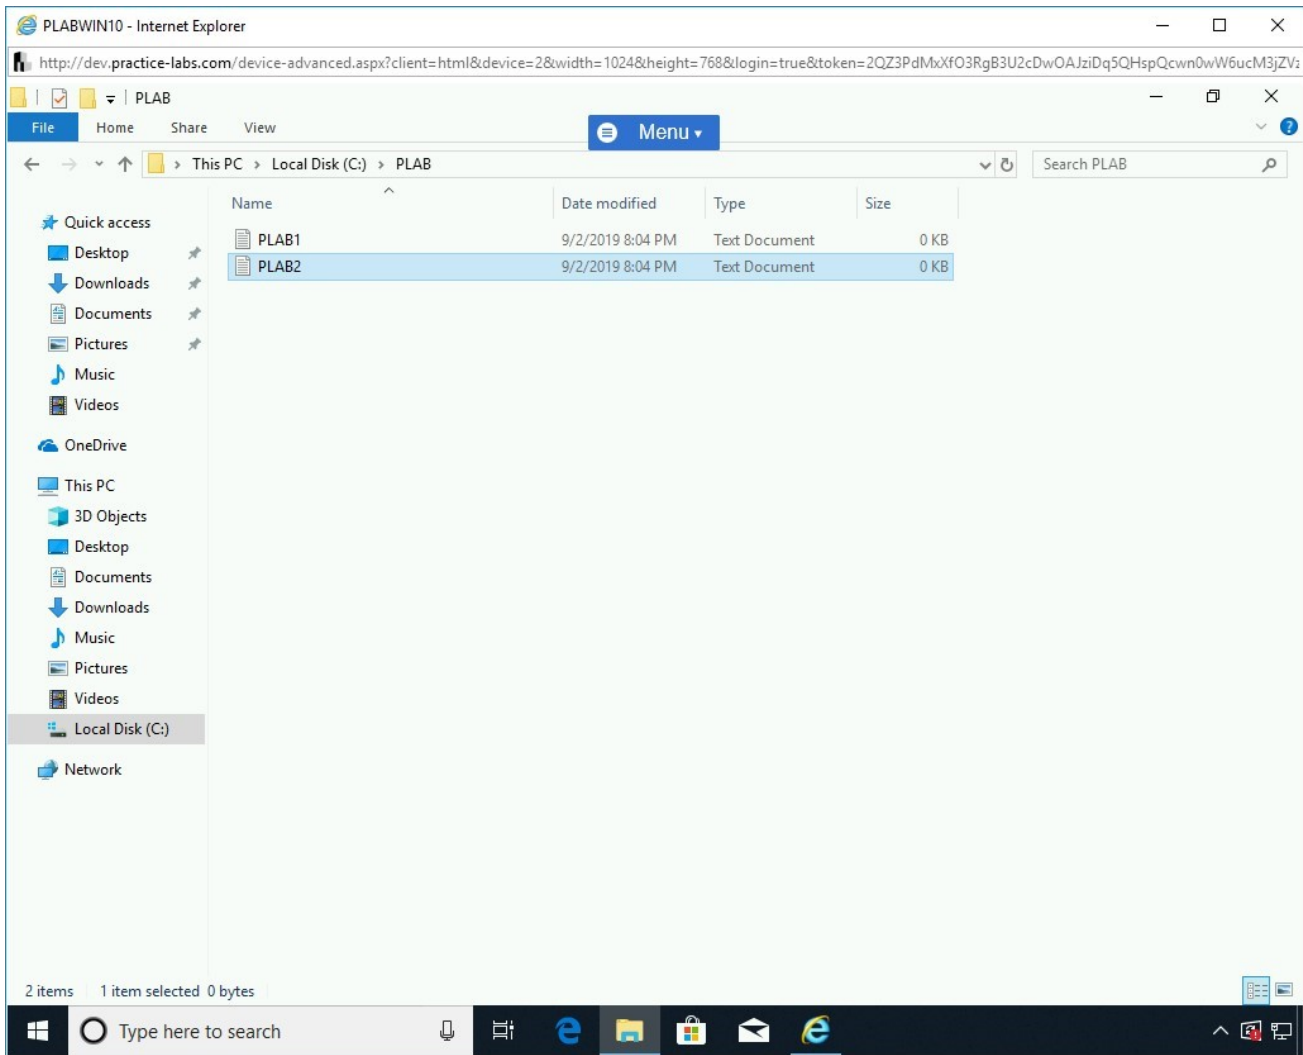 PLABWIN10 - Internet Explorer
http://dev.practice-labs.com/device-advanced.aspx?client=html&device=2&width=1024&height=768&login=true&token=2QZ3PdMxXfO3RgB3U2cDwOAJziDq5QHspQcwn0wW6ucM3jZVz
PLAB
File Home Share View Menu
This PC > Local Disk (C:) > PLAB Search PLAB
Name Date modified Type Size
PLAB1 9/2/2019 8:04 PM Text Document 0 KB
PLAB2 9/2/2019 8:04 PM Text Document 0 KB
Quick access
Desktop
Downloads
Documents
Pictures
Music
Videos
OneDrive
This PC
3D Objects
Desktop
Documents
Downloads
Music
Pictures
Videos
Local Disk (C:)
Network
2 items 1 item selected 0 bytes
Type here to search